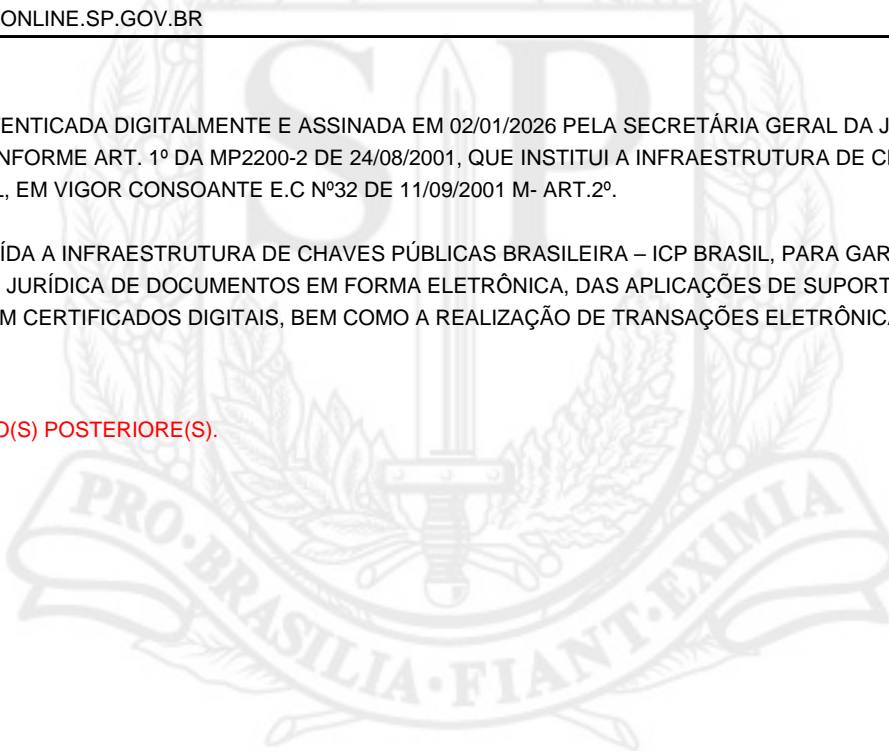 ONLINE.SP.GOV.BR
TENTICADA DIGITALMENTE E ASSINADA EM 02/01/2026 PELA SECRETÁRIA GERAL DA J
NFORME ART. 1º DA MP2200-2 DE 24/08/2001, QUE INSTITUI A INFRAESTRUTURA DE C
L, EM VIGOR CONSOANTE E.C Nº32 DE 11/09/2001 M- ART.2º.
ÍDA A INFRAESTRUTURA DE CHAVES PÚBLICAS BRASILEIRA – ICP BRASIL, PARA GAR
JURÍDICA DE DOCUMENTOS EM FORMA ELETRÔNICA, DAS APLICAÇÕES DE SUPORT
M CERTIFICADOS DIGITAIS, BEM COMO A REALIZAÇÃO DE TRANSAÇÕES ELETRÔNICA
O(S) POSTERIORE(S).
SP
PRO·BRASILIA·FIANT·EXIMIA